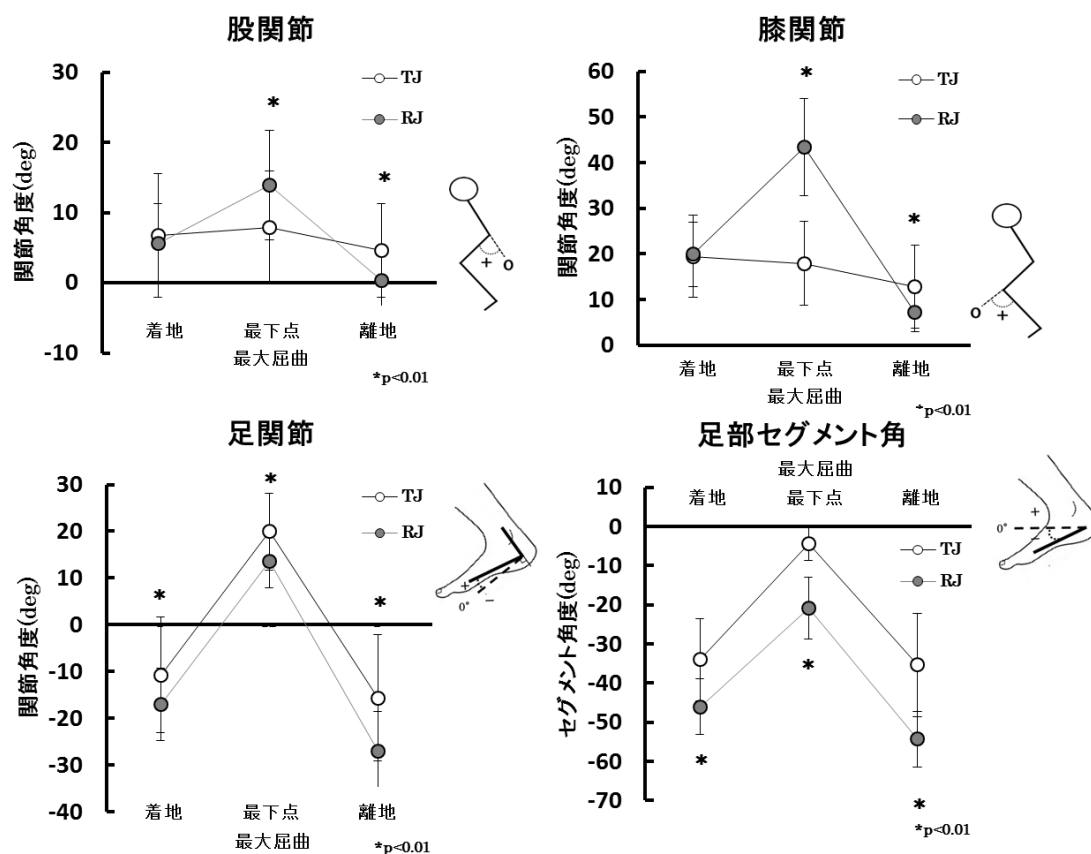 股関節
30
20
10
0
-10
関節角度(deg)
TJ
RJ
*
*
着地
最下点
離地
最大屈曲
*p<0.01
+
0
膝関節
60
50
40
30
20
10
0
関節角度(deg)
TJ
RJ
*
*
着地
最下点
離地
最大屈曲
*p<0.01
0
+
足関節
30
20
10
0
-10
-20
-30
-40
関節角度(deg)
TJ
RJ
*
*
*
着地
最下点
離地
最大屈曲
*p<0.01
+
0°
-
足部セグメント角
最大屈曲
着地
最下点
離地
10
0
-10
-20
-30
-40
-50
-60
-70
セグメント角度(deg)
TJ
RJ
*
*
*
*p<0.01
+
0°
-